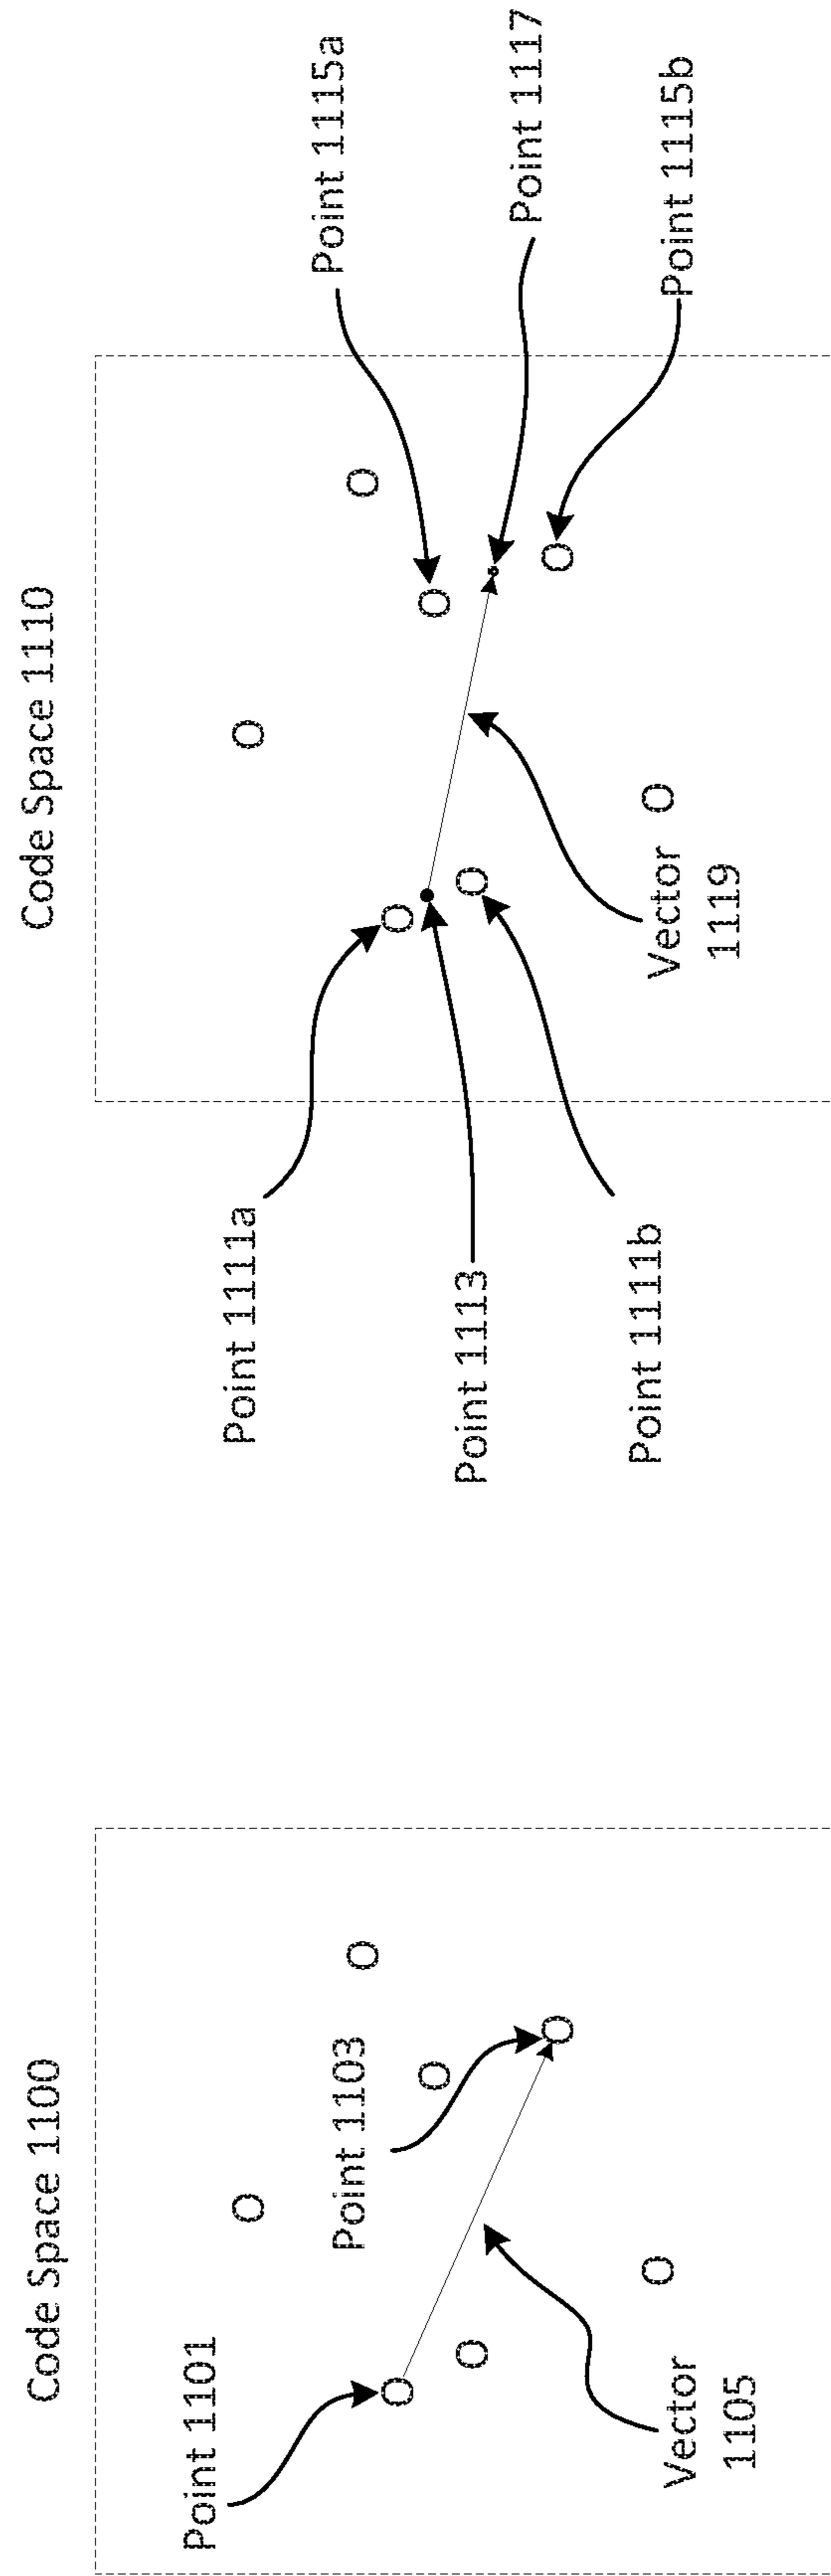 Code Space 1100
Point 1101
Point 1103
Vector
1105
Code Space 1110
Point 1111a
Point 1113
Point 1111b
Point 1115a
Point 1117
Point 1115b
Vector
1119